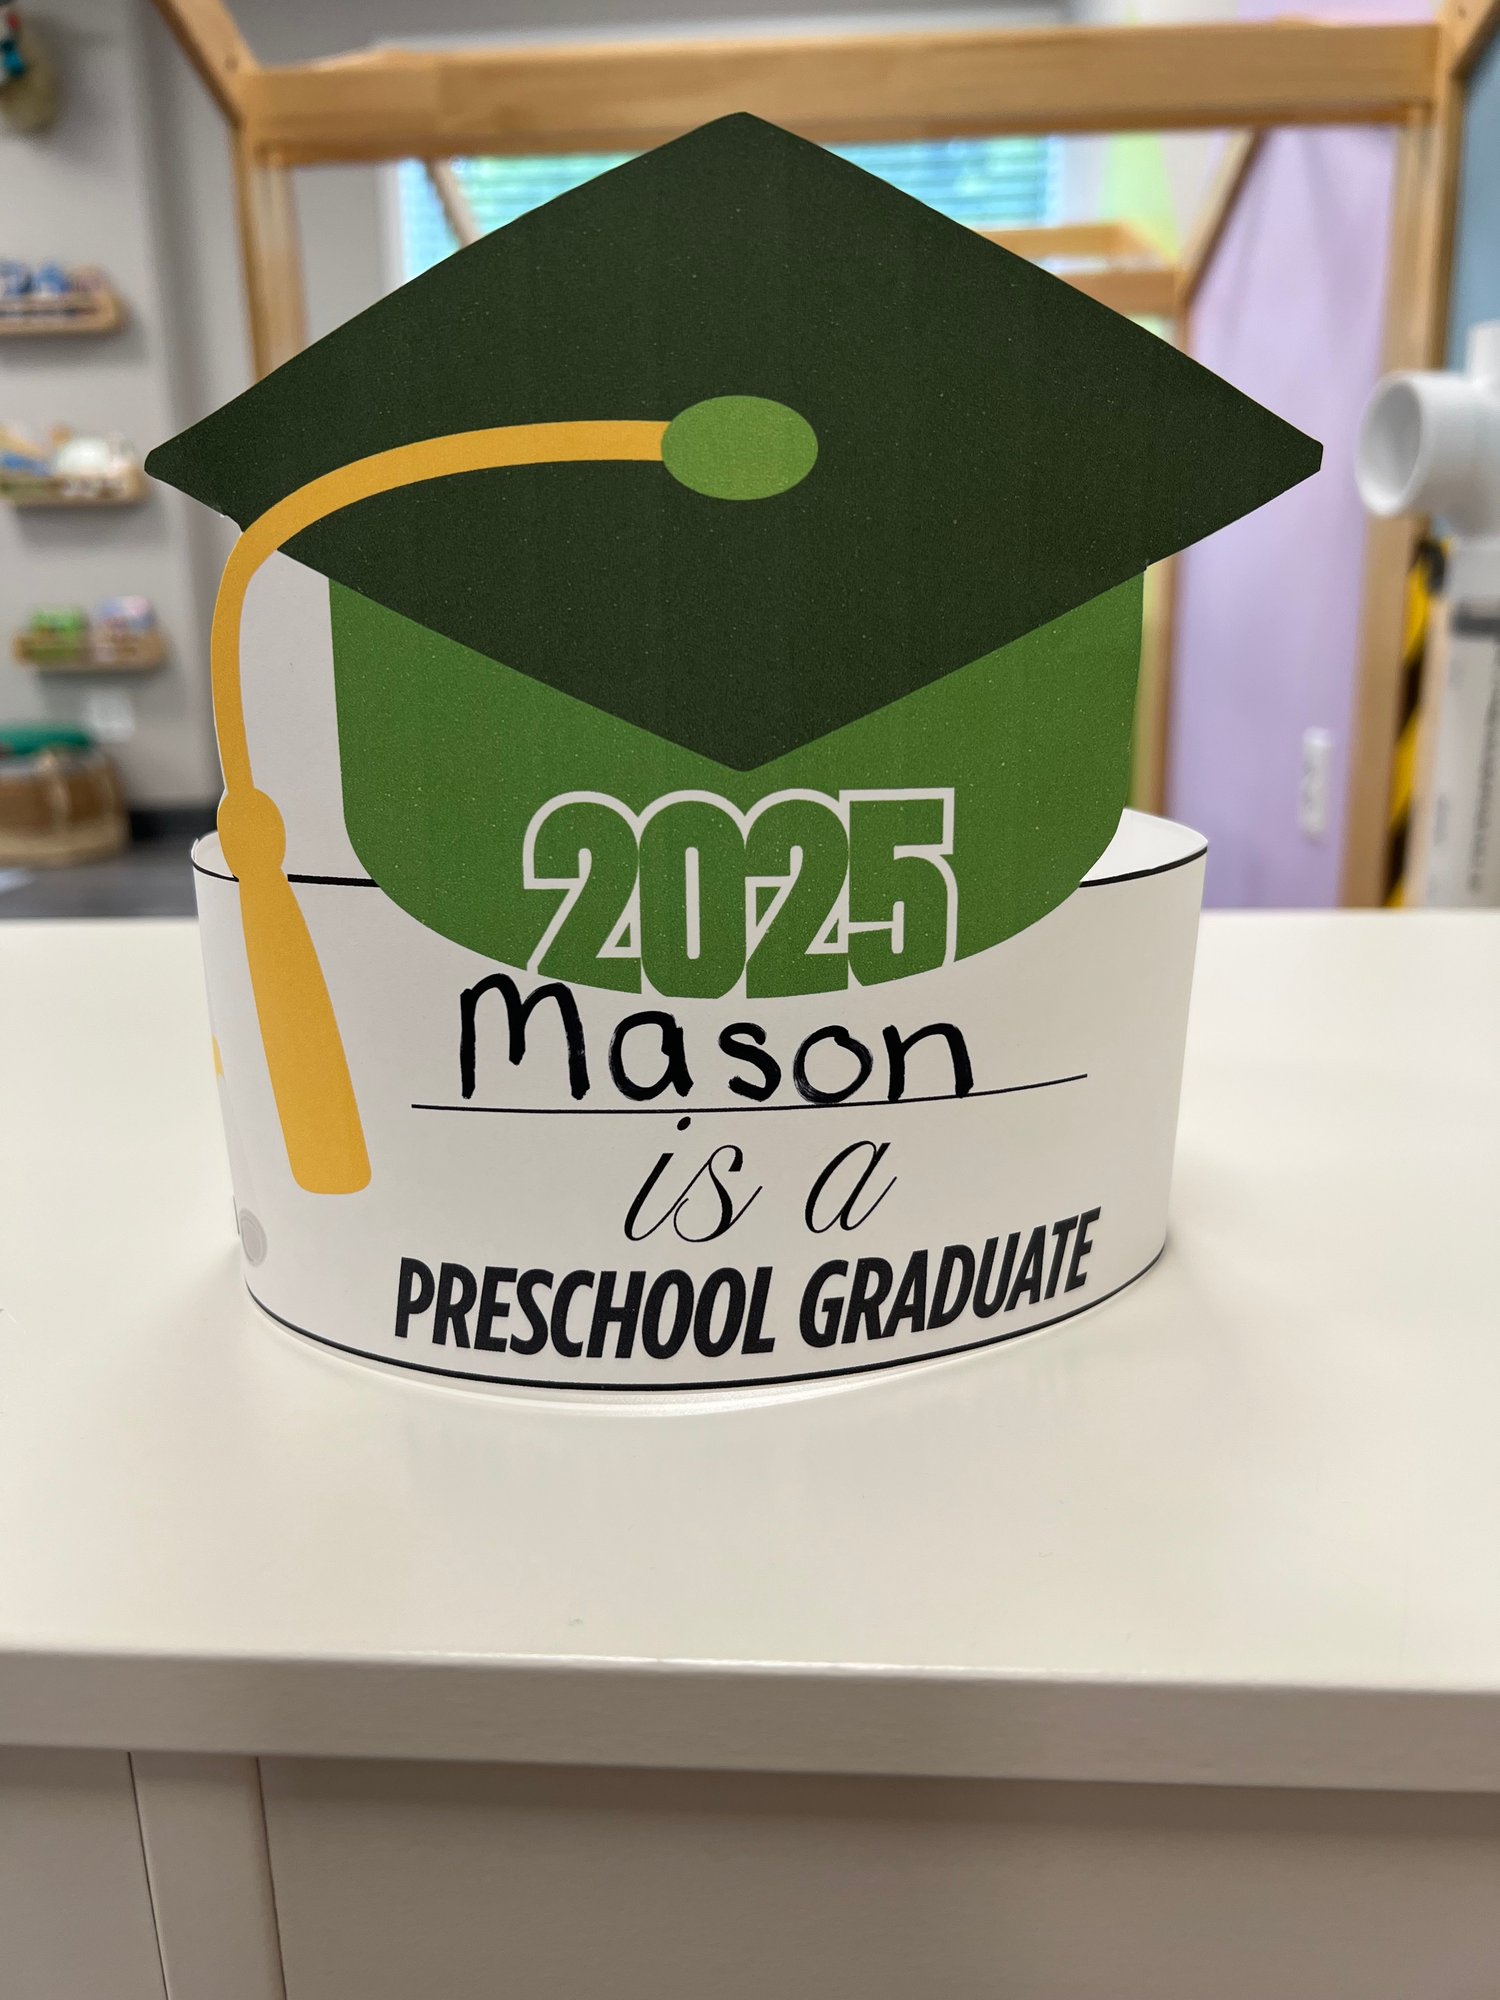 2025
Mason
is a
PRESCHOOL GRADUATE